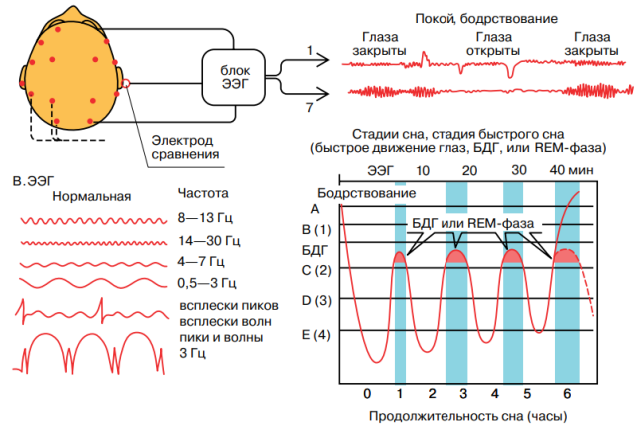 блок
ЭЭГ
1
7
Электрод
сравнения
Покой, бодрствование
Глаза
закрыты
Глаза
открыты
Глаза
закрыты
В. ЭЭГ
Нормальная
Частота
8—13 Гц
14—30 Гц
4—7 Гц
0,5—3 Гц
всплески пиков
всплески волн
пики и волны
3 Гц
Стадии сна, стадия быстрого сна
(быстрое движение глаз, БДГ, или REM-фаза)
ЭЭГ 10 20 30 40 мин
Бодрствование
A
B (1)
БДГ или REM-фаза
БДГ
C (2)
D (3)
E (4)
0 1 2 3 4 5 6
Продолжительность сна (часы)